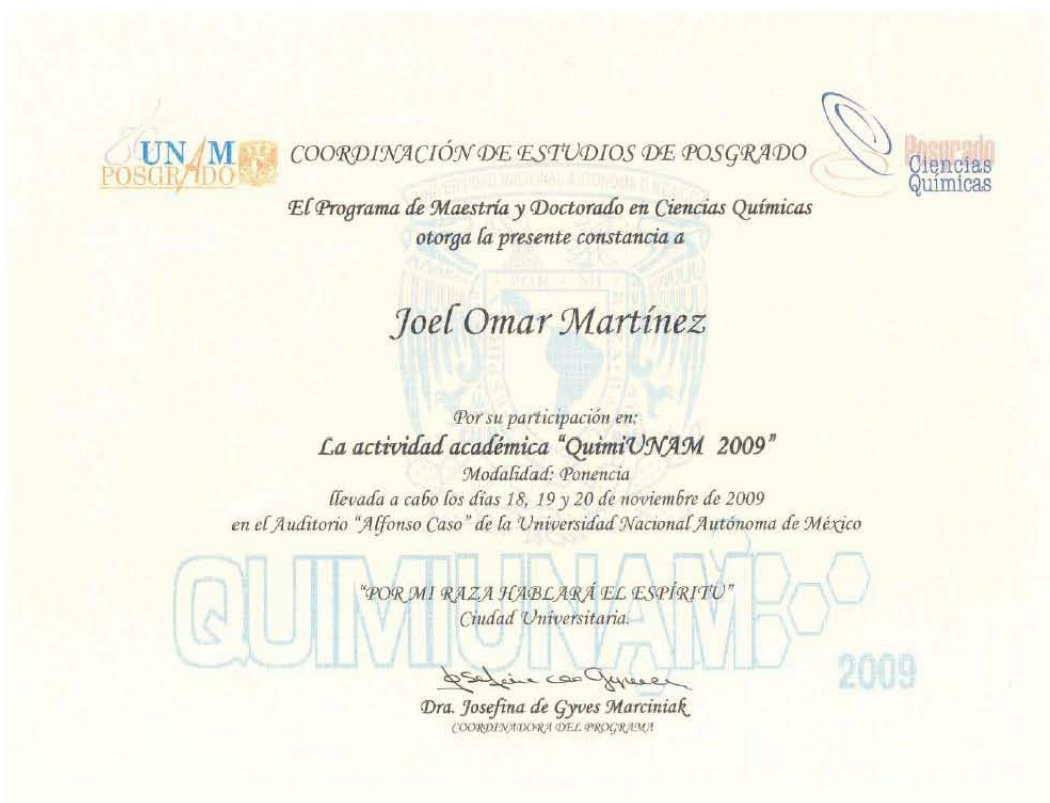 UNAM
POSGRADO
COORDINACIÓN DE ESTUDIOS DE POSGRADO
Posgrado
Ciencias
Químicas
El Programa de Maestría y Doctorado en Ciencias Químicas
otorga la presente constancia a
Joel Omar Martínez
Por su participación en:
La actividad académica "QuimiUNAM 2009"
Modalidad: Ponencia
llevada a cabo los días 18, 19 y 20 de noviembre de 2009
en el Auditorio "Alfonso Caso" de la Universidad Nacional Autónoma de México
QUIMIUNAM
2009
"POR MI RAZA HABLARÁ EL ESPÍRITU"
Ciudad Universitaria.
Dra. Josefina de Gyves Marciniak
COORDINADORA DEL PROGRAMA